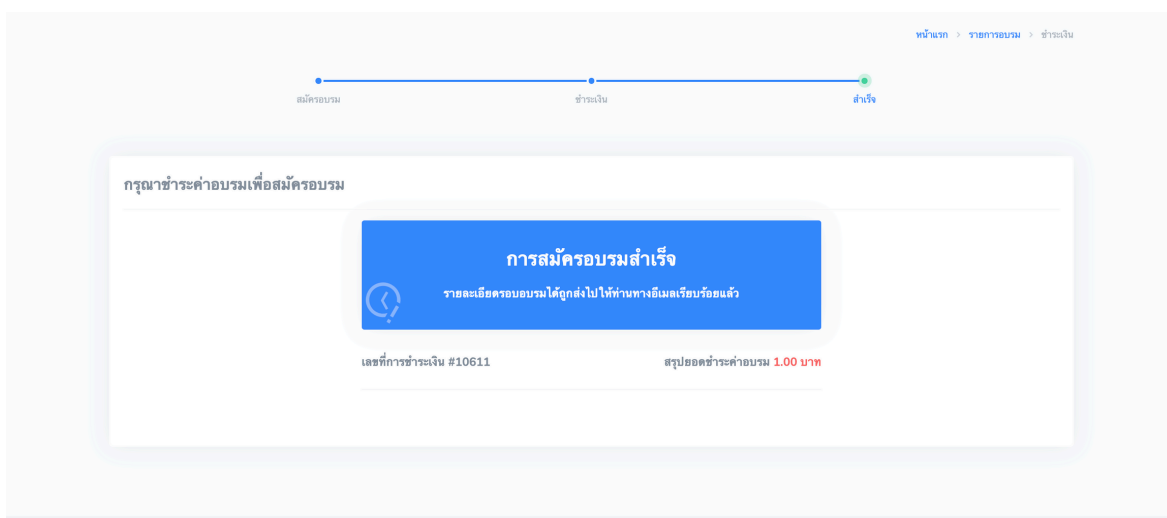 หน้าแรก > รายการอบรม > ชำระเงิน
สมัครอบรม ชำระเงิน สำเร็จ
กรุณาชำระค่าอบรมเพื่อสมัครอบรม
การสมัครอบรมสำเร็จ
รายละเอียดรอบอบรมได้ถูกส่งไปให้ท่านทางอีเมลเรียบร้อยแล้ว
เลขที่การชำระเงิน #10611 สรุปยอดชำระค่าอบรม 1.00 บาท